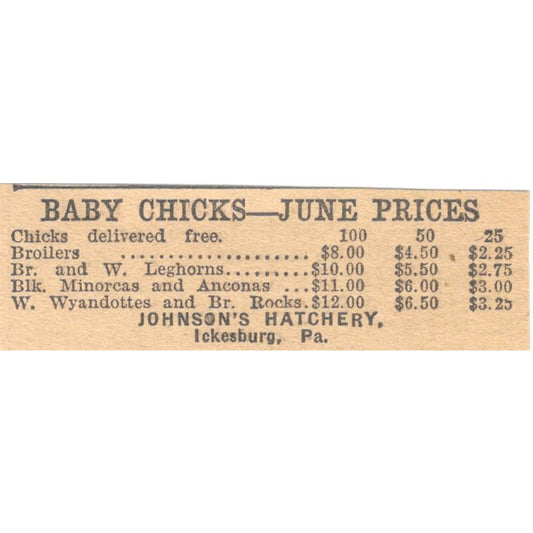 BABY CHICKS—JUNE PRICES
Chicks delivered free. 100 50 25
Broilers ..................... $8.00 $4.50 $2.25
Br. and W. Leghorns.........$10.00 $5.50 $2.75
Blk. Minorcas and Anconas ...$11.00 $6.00 $3.00
W. Wyandottes and Br. Rocks.$12.00 $6.50 $3.25
JOHNSON'S HATCHERY,
Ickesburg, Pa.